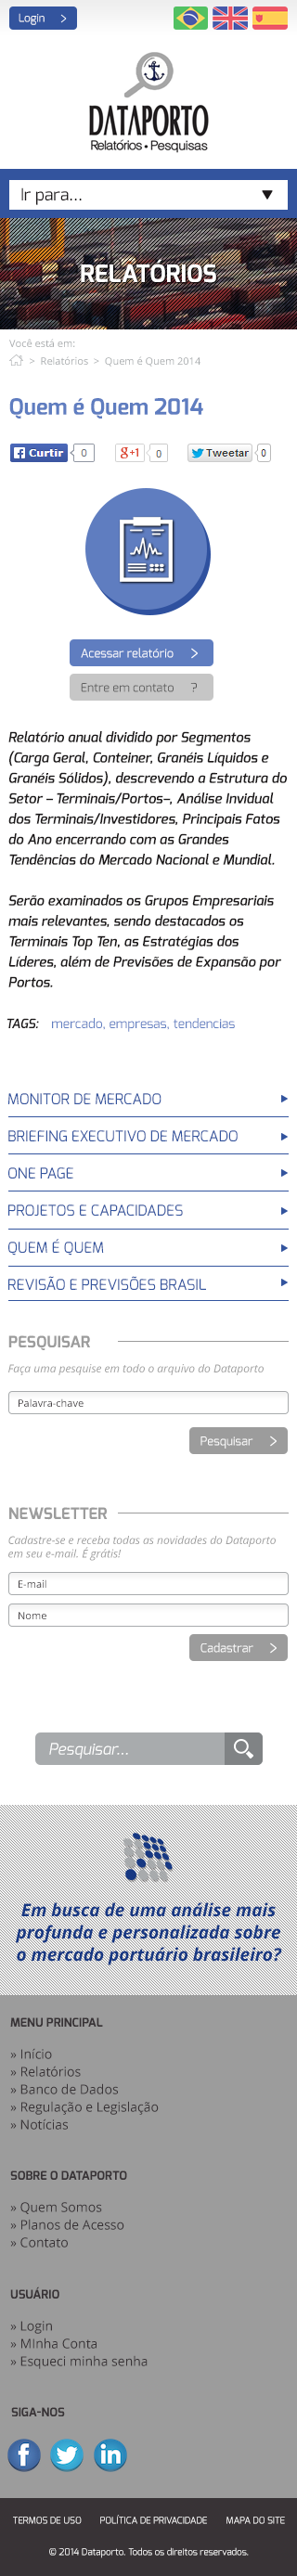 Login >
DATAPORTO
Relatórios • Pesquisas
Ir para...
RELATÓRIOS
Você está em:
> Relatórios > Quem é Quem 2014
Quem é Quem 2014
Curtir 0 g+1 0 Tweetar 0
Acessar relatório >
Entre em contato ?
Relatório anual dividido por Segmentos
(Carga Geral, Conteiner, Granéis Líquidos e
Granéis Sólidos), descrevendo a Estrutura do
Setor – Terminais/Portos–, Análise Invidual
dos Terminais/Investidores, Principais Fatos
do Ano encerrando com as Grandes
Tendências do Mercado Nacional e Mundial.
Serão examinados os Grupos Empresariais
mais relevantes, sendo destacados os
Terminais Top Ten, as Estratégias dos
Líderes, além de Previsões de Expansão por
Portos.
TAGS: mercado, empresas, tendencias
MONITOR DE MERCADO
BRIEFING EXECUTIVO DE MERCADO
ONE PAGE
PROJETOS E CAPACIDADES
QUEM É QUEM
REVISÃO E PREVISÕES BRASIL
PESQUISAR
Faça uma pesquise em todo o arquivo do Dataporto
Palavra-chave
Pesquisar >
NEWSLETTER
Cadastre-se e receba todas as novidades do Dataporto
em seu e-mail. É grátis!
E-mail
Nome
Cadastrar >
Pesquisar...
Em busca de uma análise mais
profunda e personalizada sobre
o mercado portuário brasileiro?
MENU PRINCIPAL
» Início
» Relatórios
» Banco de Dados
» Regulação e Legislação
» Notícias
SOBRE O DATAPORTO
» Quem Somos
» Planos de Acesso
» Contato
USUÁRIO
» Login
» MInha Conta
» Esqueci minha senha
SIGA-NOS
f in
TERMOS DE USO POLÍTICA DE PRIVACIDADE MAPA DO SITE
© 2014 Dataporto. Todos os direitos reservados.